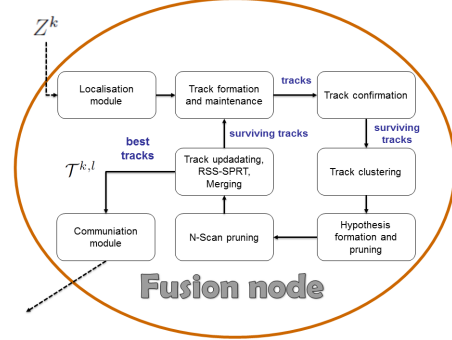 Z^k
Localisation
module
Track formation
and maintenance
tracks
Track confirmation
surviving
tracks
Track clustering
Hypothesis
formation and
pruning
N-Scan pruning
Track updadating,
RSS-SPRT,
Merging
surviving tracks
best
tracks
𝒯^{k,l}
Communiation
module
Fusion node